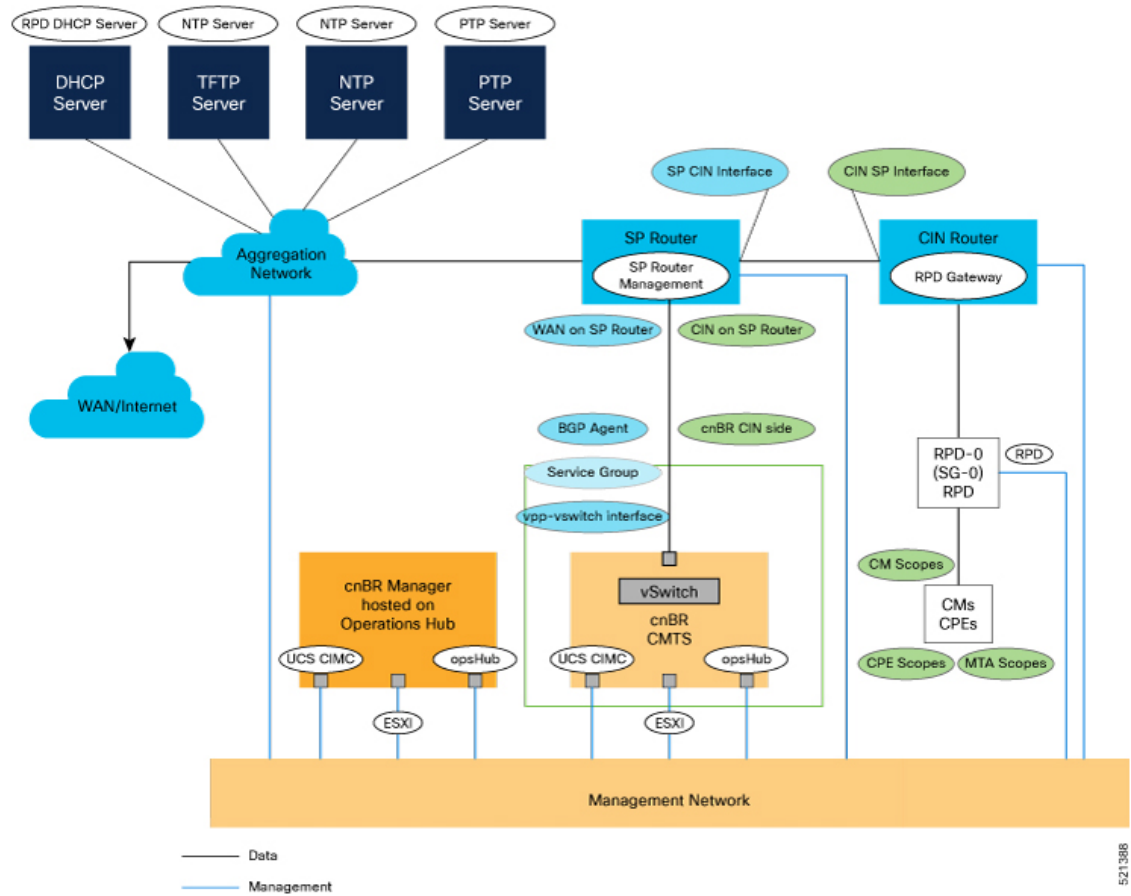 RPD DHCP Server
NTP Server
NTP Server
PTP Server
DHCP
Server
TFTP
Server
NTP
Server
PTP
Server
SP CIN Interface
CIN SP Interface
Aggregation
Network
SP Router
SP Router
Management
CIN Router
RPD Gateway
WAN on SP Router
CIN on SP Router
WAN/Internet
BGP Agent
cnBR CIN side
Service Group
vpp-vswitch interface
RPD-0
(SG-0)
RPD
RPD
CM Scopes
CMs
CPEs
CPE Scopes
MTA Scopes
cnBR Manager
hosted on
Operations Hub
UCS CIMC
opsHub
ESXI
vSwitch
cnBR
CMTS
UCS CIMC
opsHub
ESXI
Management Network
Data
Management
521388